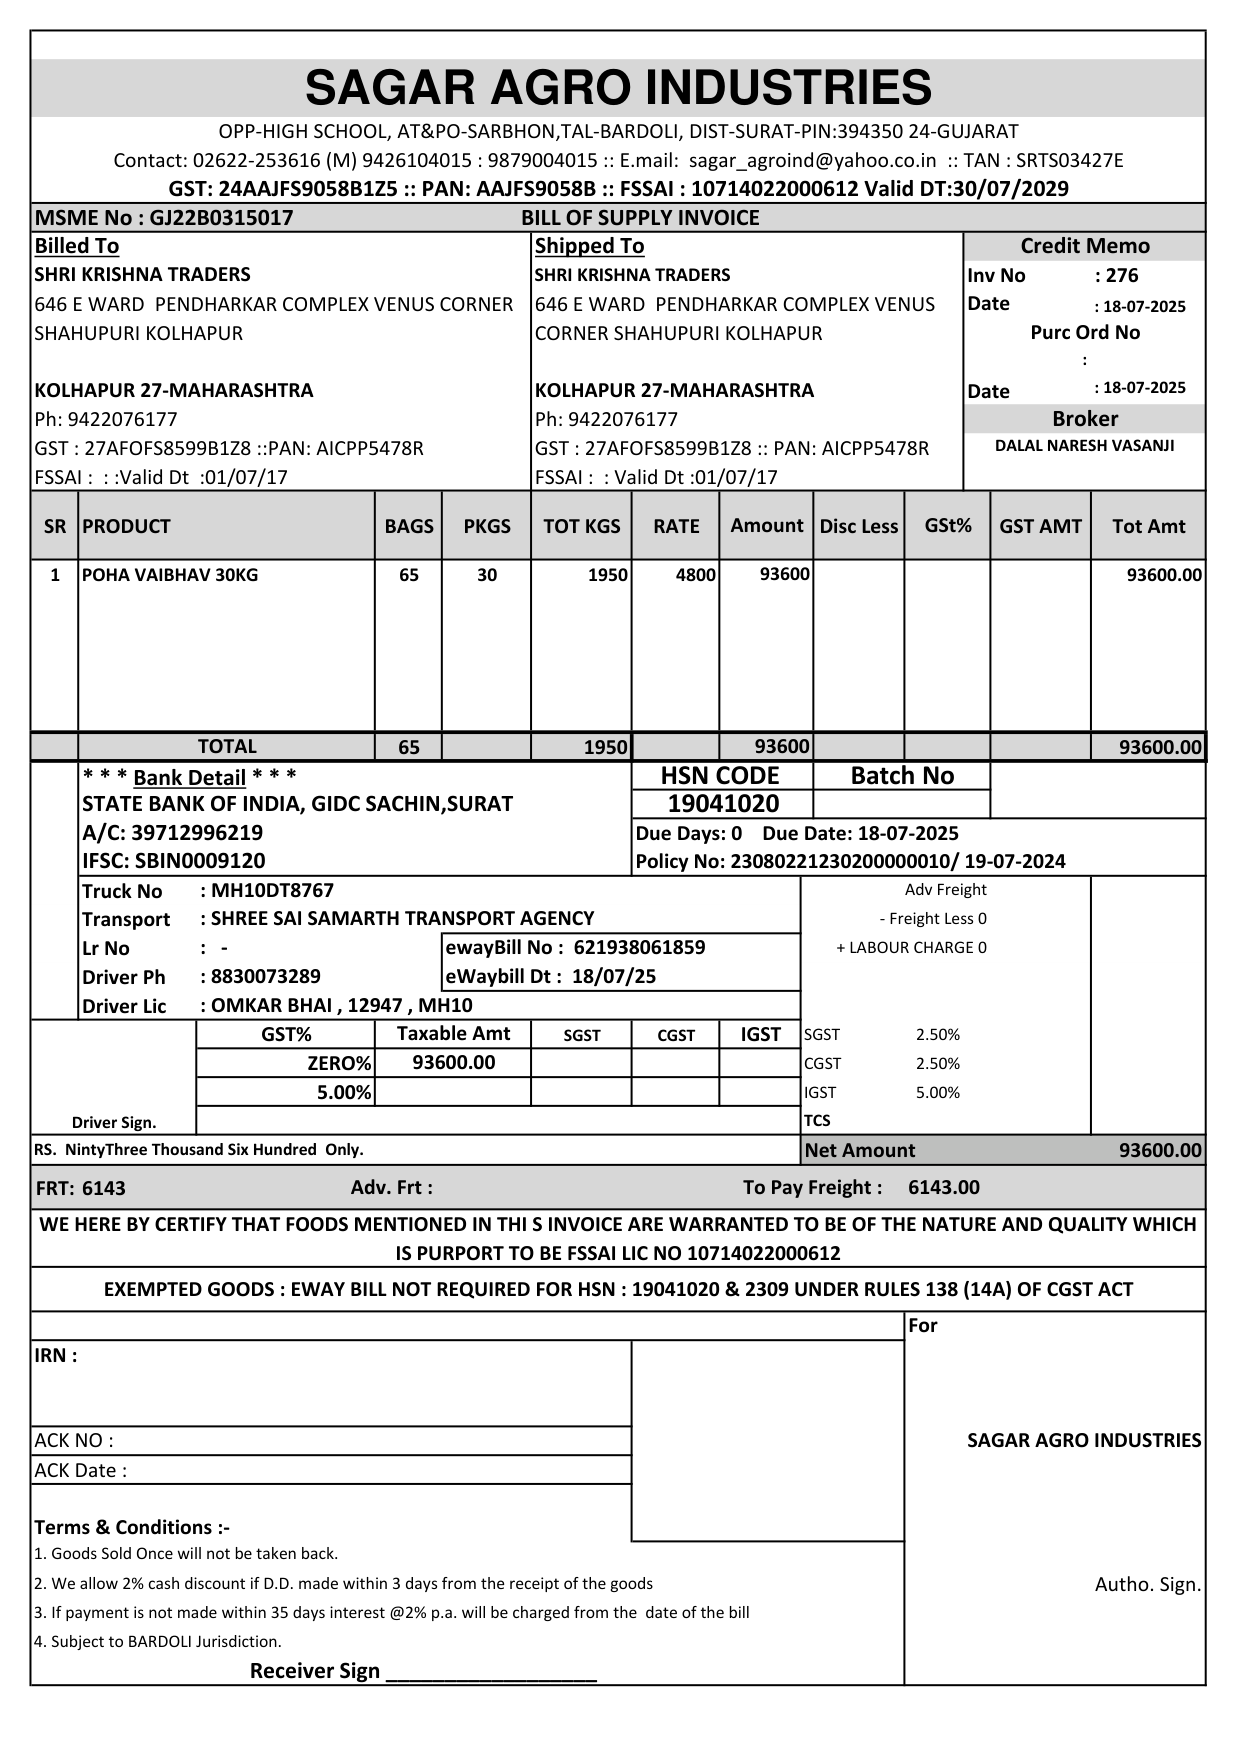 SAGAR AGRO INDUSTRIES
OPP-HIGH SCHOOL, AT&PO-SARBHON,TAL-BARDOLI, DIST-SURAT-PIN:394350 24-GUJARAT
Contact: 02622-253616 (M) 9426104015 : 9879004015 :: E.mail:  sagar_agroind@yahoo.co.in  :: TAN : SRTS03427E
GST: 24AAJFS9058B1Z5 :: PAN: AAJFS9058B :: FSSAI : 10714022000612 Valid DT:30/07/2029
MSME No : GJ22B0315017 BILL OF SUPPLY INVOICE
Billed To
SHRI KRISHNA TRADERS
646 E WARD  PENDHARKAR COMPLEX VENUS CORNER
SHAHUPURI KOLHAPUR
KOLHAPUR 27-MAHARASHTRA
Ph: 9422076177
GST : 27AFOFS8599B1Z8 ::PAN: AICPP5478R
FSSAI :  : :Valid Dt  :01/07/17
Shipped To
SHRI KRISHNA TRADERS
646 E WARD  PENDHARKAR COMPLEX VENUS
CORNER SHAHUPURI KOLHAPUR
KOLHAPUR 27-MAHARASHTRA
Ph: 9422076177
GST : 27AFOFS8599B1Z8 :: PAN: AICPP5478R
FSSAI :  : Valid Dt :01/07/17
Credit Memo
Inv No : 276
Date : 18-07-2025
Purc Ord No
:
Date : 18-07-2025
Broker
DALAL NARESH VASANJI
SR PRODUCT BAGS PKGS TOT KGS RATE Amount Disc Less GSt% GST AMT Tot Amt
1 POHA VAIBHAV 30KG 65 30 1950 4800 93600 93600.00
TOTAL 65 1950 93600 93600.00
* * * Bank Detail * * *
STATE BANK OF INDIA, GIDC SACHIN,SURAT
A/C: 39712996219
IFSC: SBIN0009120
HSN CODE Batch No
19041020
Due Days: 0    Due Date: 18-07-2025
Policy No: 23080221230200000010/ 19-07-2024
Truck No : MH10DT8767
Transport : SHREE SAI SAMARTH TRANSPORT AGENCY
Lr No :   -
Driver Ph : 8830073289
Driver Lic : OMKAR BHAI , 12947 , MH10
ewayBill No :  621938061859
eWaybill Dt :  18/07/25
Adv Freight
- Freight Less 0
+ LABOUR CHARGE 0
GST% Taxable Amt SGST CGST IGST
ZERO% 93600.00
5.00%
Driver Sign.
SGST 2.50%
CGST 2.50%
IGST 5.00%
TCS
RS.  NintyThree Thousand Six Hundred  Only.
Net Amount 93600.00
FRT: 6143 Adv. Frt : To Pay Freight : 6143.00
WE HERE BY CERTIFY THAT FOODS MENTIONED IN THI S INVOICE ARE WARRANTED TO BE OF THE NATURE AND QUALITY WHICH
IS PURPORT TO BE FSSAI LIC NO 10714022000612
EXEMPTED GOODS : EWAY BILL NOT REQUIRED FOR HSN : 19041020 & 2309 UNDER RULES 138 (14A) OF CGST ACT
For
IRN :
ACK NO :
SAGAR AGRO INDUSTRIES
ACK Date :
Terms & Conditions :-
1. Goods Sold Once will not be taken back.
2. We allow 2% cash discount if D.D. made within 3 days from the receipt of the goods
Autho. Sign.
3. If payment is not made within 35 days interest @2% p.a. will be charged from the  date of the bill
4. Subject to BARDOLI Jurisdiction.
Receiver Sign ___________________